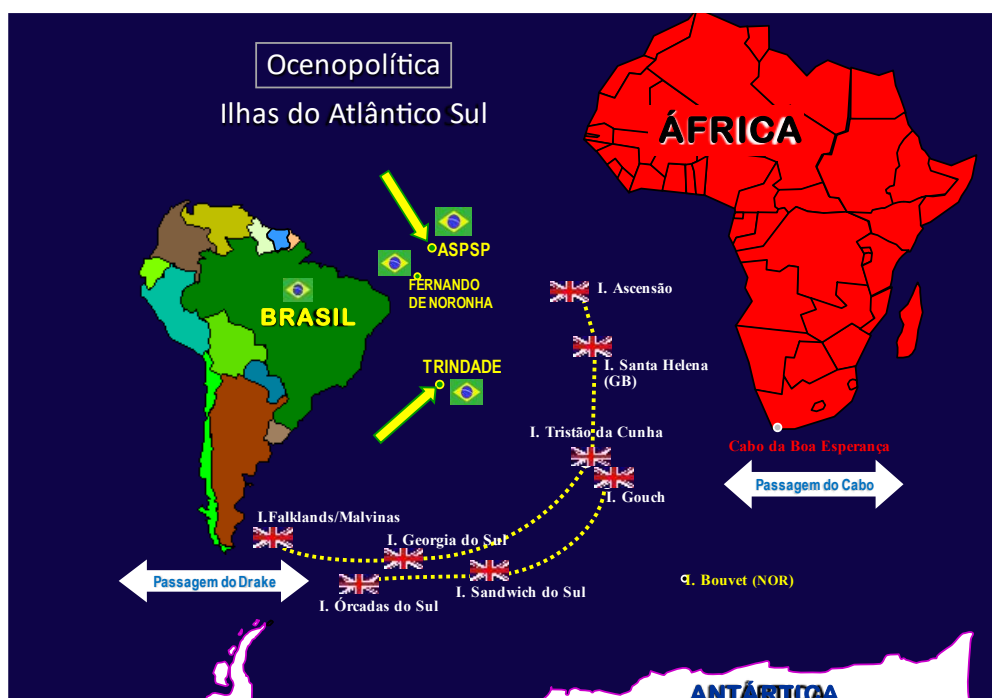 Ocenopolítica
Ilhas do Atlântico Sul
ÁFRICA
ASPSP
FERNANDO
DE NORONHA
BRASIL
I. Ascensão
TRINDADE
I. Santa Helena
(GB)
I. Tristão da Cunha
Cabo da Boa Esperança
Passagem do Cabo
I. Gouch
I.Falklands/Malvinas
I. Georgia do Sul
Passagem do Drake
I. Bouvet (NOR)
I. Sandwich do Sul
I. Órcadas do Sul
ANTÁRTICA